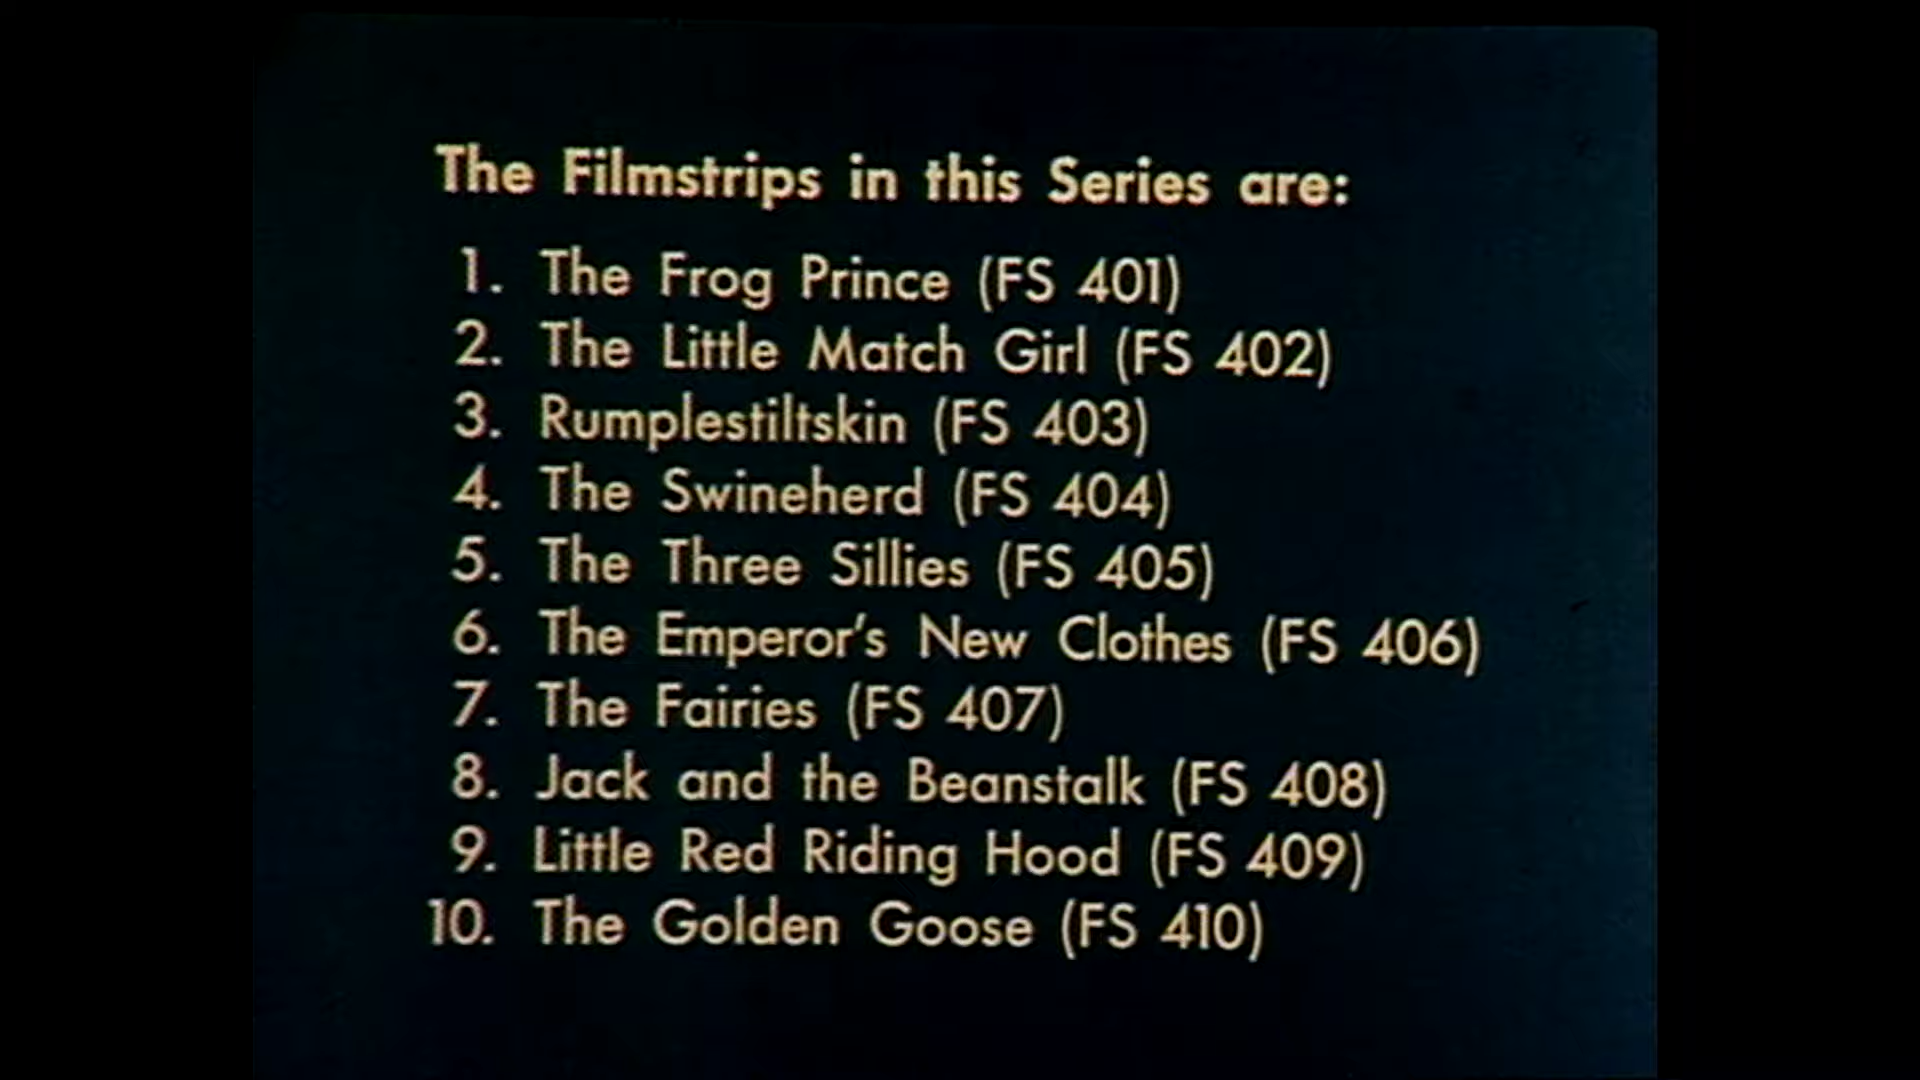 The Filmstrips in this Series are:
1. The Frog Prince (FS 401)
2. The Little Match Girl (FS 402)
3. Rumplestiltskin (FS 403)
4. The Swineherd (FS 404)
5. The Three Sillies (FS 405)
6. The Emperor's New Clothes (FS 406)
7. The Fairies (FS 407)
8. Jack and the Beanstalk (FS 408)
9. Little Red Riding Hood (FS 409)
10. The Golden Goose (FS 410)